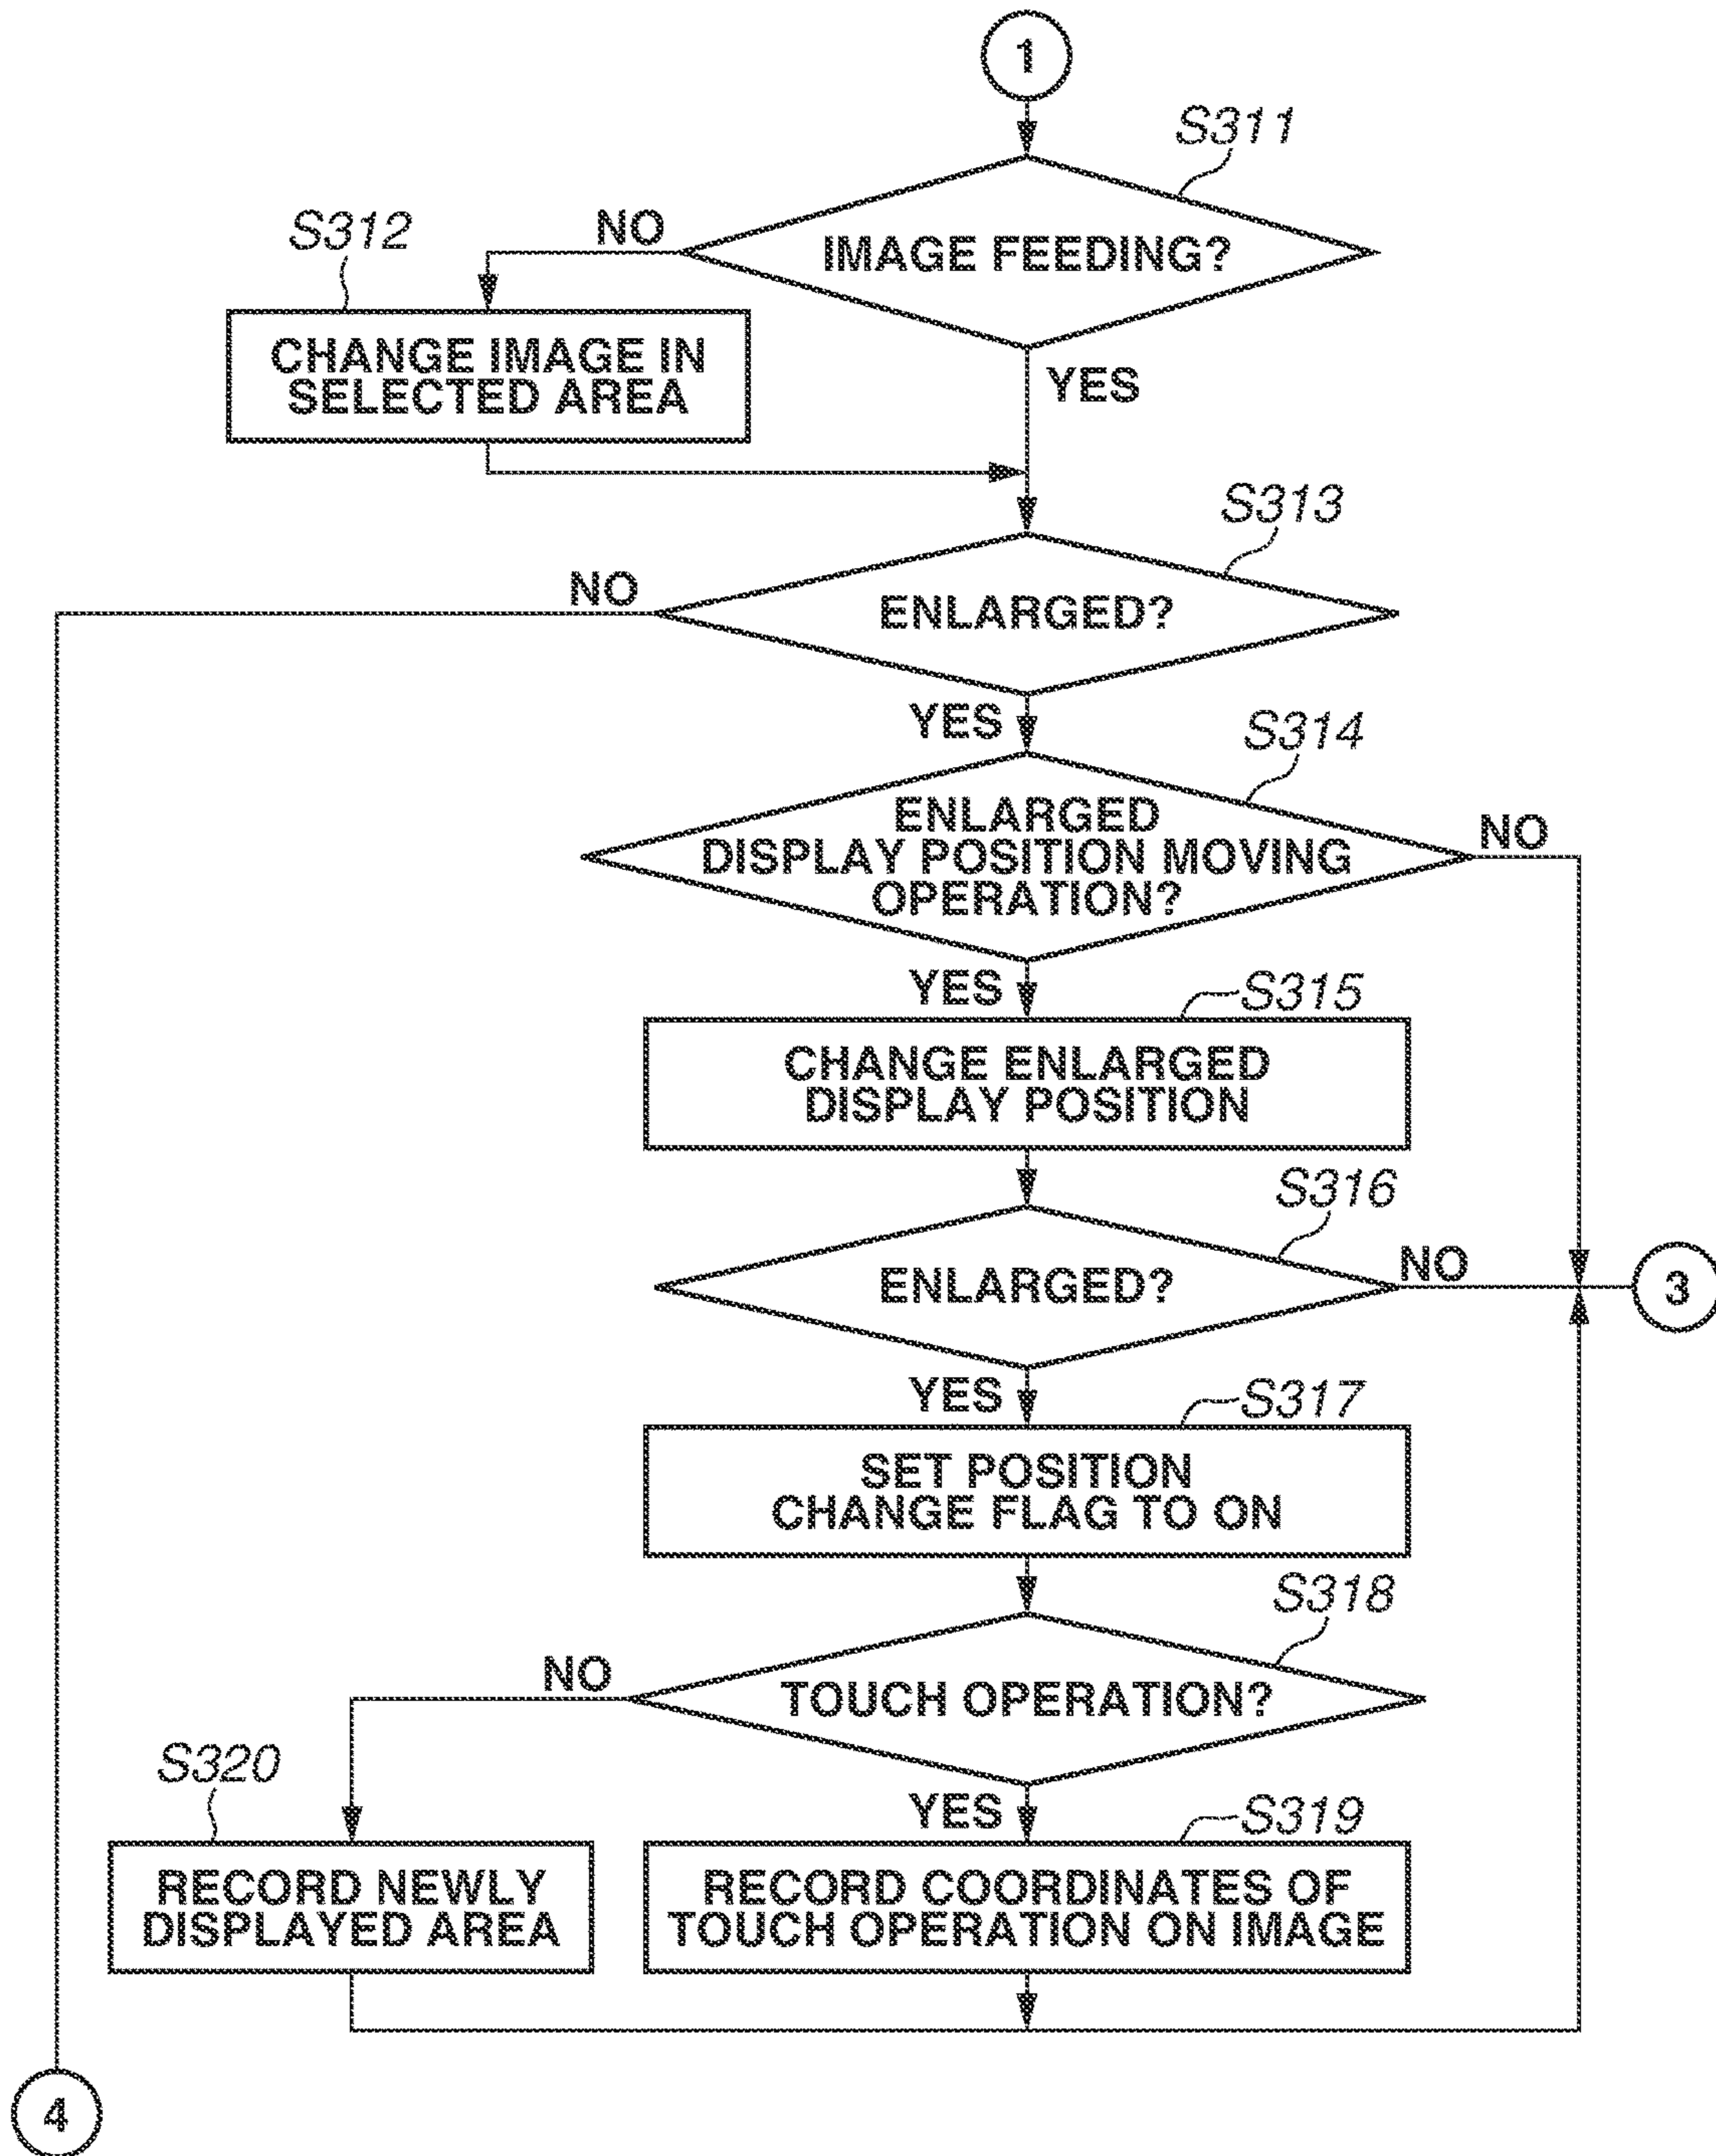 1
S311
IMAGE FEEDING?
NO
S312
CHANGE IMAGE IN
SELECTED AREA
YES
S313
NO
ENLARGED?
YES
S314
ENLARGED
DISPLAY POSITION MOVING
OPERATION?
NO
YES
S315
CHANGE ENLARGED
DISPLAY POSITION
S316
ENLARGED?
NO
3
YES
S317
SET POSITION
CHANGE FLAG TO ON
S318
NO
TOUCH OPERATION?
S320
YES
S319
RECORD NEWLY
DISPLAYED AREA
RECORD COORDINATES OF
TOUCH OPERATION ON IMAGE
4